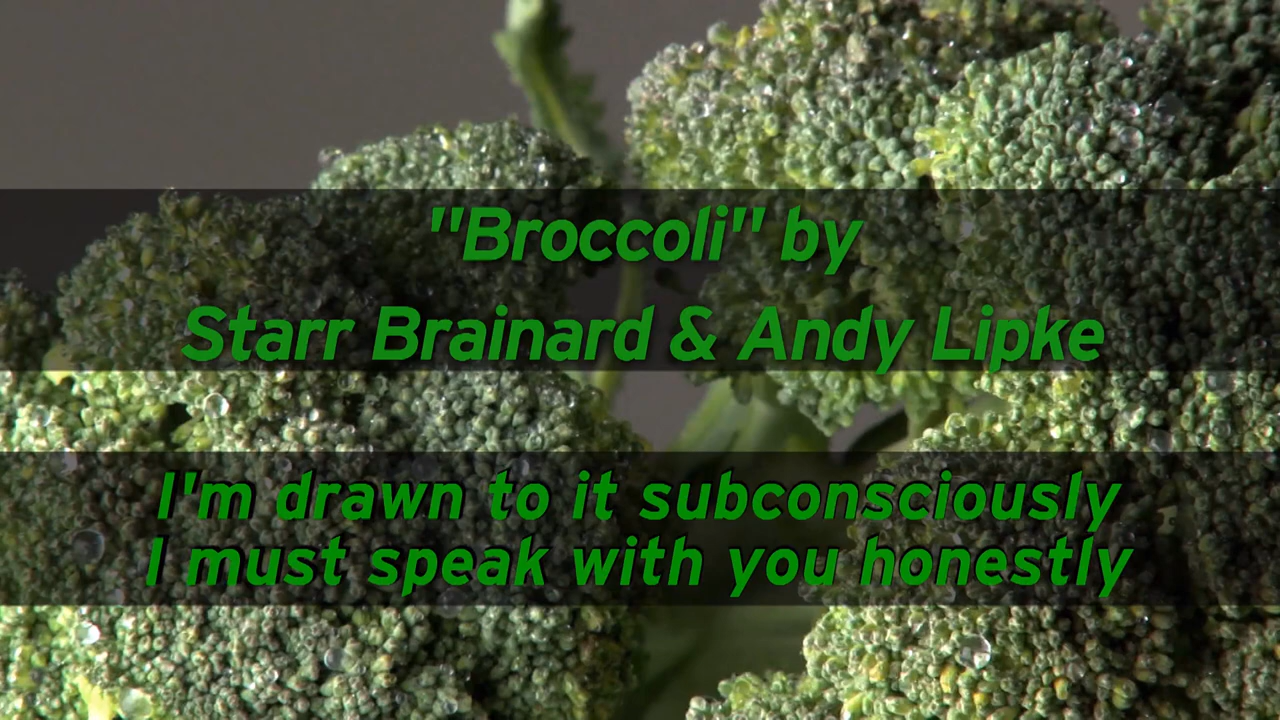 "Broccoli" by
Starr Brainard & Andy Lipke
I'm drawn to it subconsciously
I must speak with you honestly